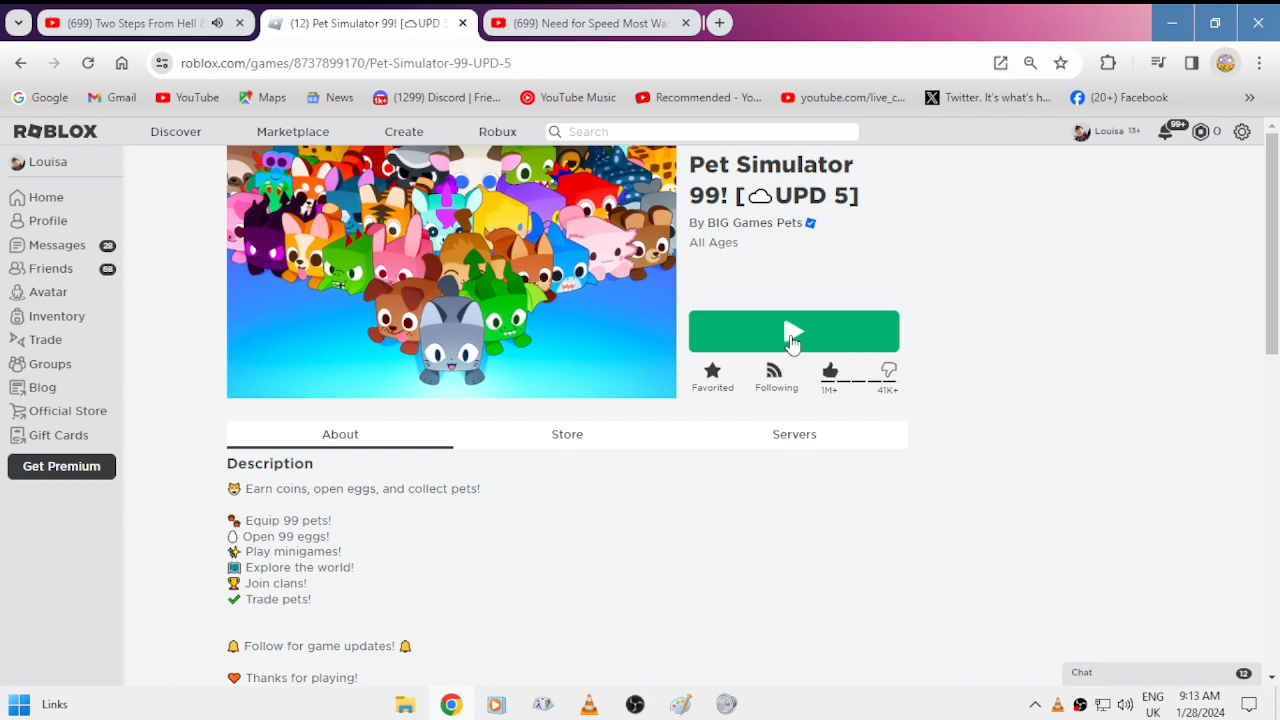 (699) Two Steps From Hell &
(12) Pet Simulator 99! [UPD 5
(699) Need for Speed Most Wa
roblox.com/games/8737899170/Pet-Simulator-99-UPD-5
Google
Gmail
YouTube
Maps
News
(1299) Discord | Frie...
YouTube Music
Recommended - Yo...
youtube.com/live_c...
Twitter. It's what's h...
(20+) Facebook
ROBLOX
Discover
Marketplace
Create
Robux
Search
Louisa 13+
99+
0
Louisa
Home
Profile
Messages 28
Friends 68
Avatar
Inventory
Trade
Groups
Blog
Official Store
Gift Cards
Get Premium
Pet Simulator
99! [☁UPD 5]
By BIG Games Pets
All Ages
Favorited
Following
1M+
41K+
About
Store
Servers
Description
Earn coins, open eggs, and collect pets!
Equip 99 pets!
Open 99 eggs!
Play minigames!
Explore the world!
Join clans!
Trade pets!
Follow for game updates!
Thanks for playing!
Chat
12
Links
ENG
UK
9:13 AM
1/28/2024